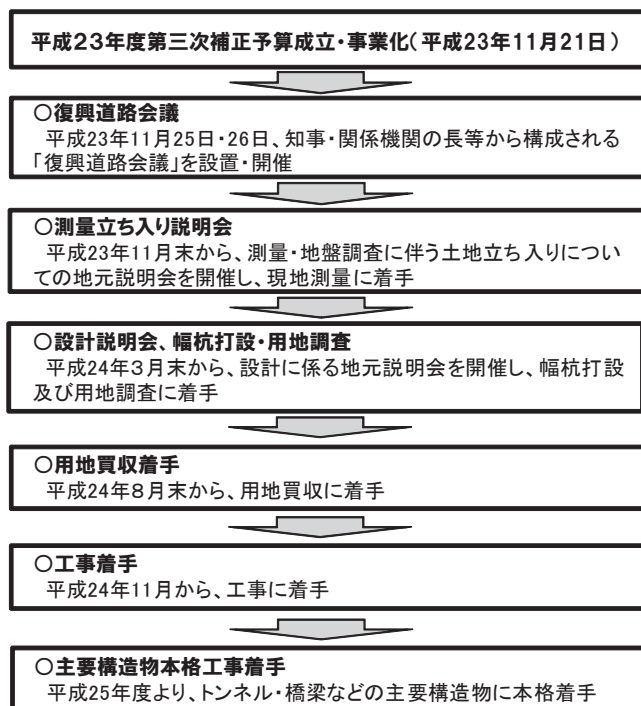 平成２３年度第三次補正予算成立・事業化（平成23年11月21日）
○復興道路会議
平成23年11月25日・26日、知事・関係機関の長等から構成される
「復興道路会議」を設置・開催
○測量立ち入り説明会
平成23年11月末から、測量・地盤調査に伴う土地立ち入りについ
ての地元説明会を開催し、現地測量に着手
○設計説明会、幅杭打設・用地調査
平成24年３月末から、設計に係る地元説明会を開催し、幅杭打設
及び用地調査に着手
○用地買収着手
平成24年８月末から、用地買収に着手
○工事着手
平成24年11月から、工事に着手
○主要構造物本格工事着手
平成25年度より、トンネル・橋梁などの主要構造物に本格着手